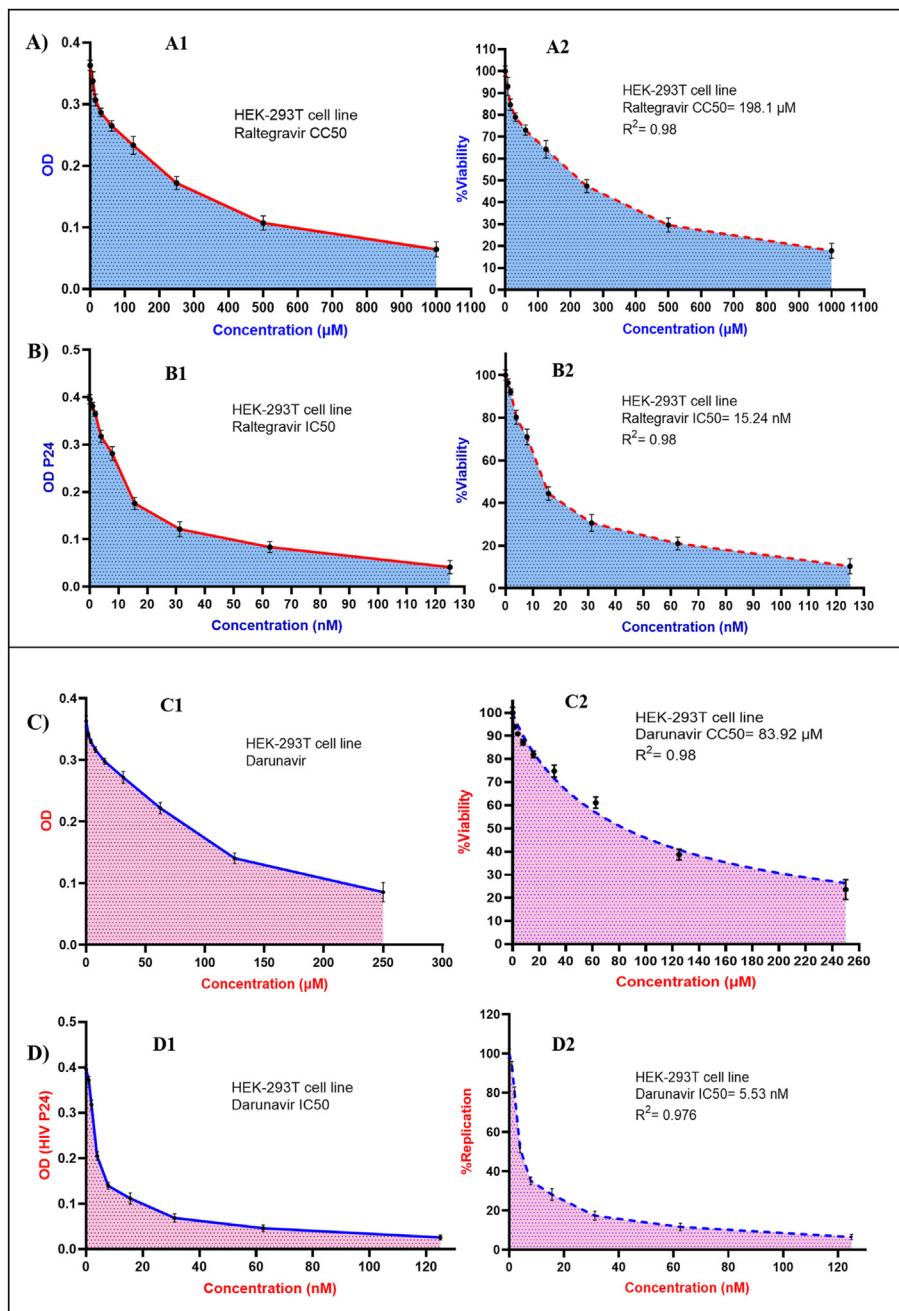 A)
A1
0.4
0.3
0.2
0.1
0.0
OD
HEK-293T cell line
Raltegravir CC50
0 100 200 300 400 500 600 700 800 900 1000 1100
Concentration (µM)
A2
110
100
90
80
70
60
50
40
30
20
10
0
%Viability
HEK-293T cell line
Raltegravir CC50= 198.1 µM
R²= 0.98
0 100 200 300 400 500 600 700 800 900 1000 1100
Concentration (µM)
B)
B1
0.5
0.4
0.3
0.2
0.1
0.0
OD P24
HEK-293T cell line
Raltegravir IC50
0 10 20 30 40 50 60 70 80 90 100 110 120 130
Concentration (nM)
B2
100
80
60
40
20
0
%Viability
HEK-293T cell line
Raltegravir IC50= 15.24 nM
R²= 0.98
0 10 20 30 40 50 60 70 80 90 100 110 120 130
Concentration (nM)
C)
C1
0.4
0.3
0.2
0.1
0.0
OD
HEK-293T cell line
Darunavir
0 50 100 150 200 250 300
Concentration (µM)
C2
100
90
80
70
60
50
40
30
20
10
0
%Viability
HEK-293T cell line
Darunavir CC50= 83.92 µM
R²= 0.98
0 20 40 60 80 100 120 140 160 180 200 220 240 260
Concentration (µM)
D)
D1
0.5
0.4
0.3
0.2
0.1
0.0
OD (HIV P24)
HEK-293T cell line
Darunavir IC50
0 20 40 60 80 100 120
Concentration (nM)
D2
120
100
80
60
40
20
0
%Replication
HEK-293T cell line
Darunavir IC50= 5.53 nM
R²= 0.976
0 20 40 60 80 100 120
Concentration (nM)